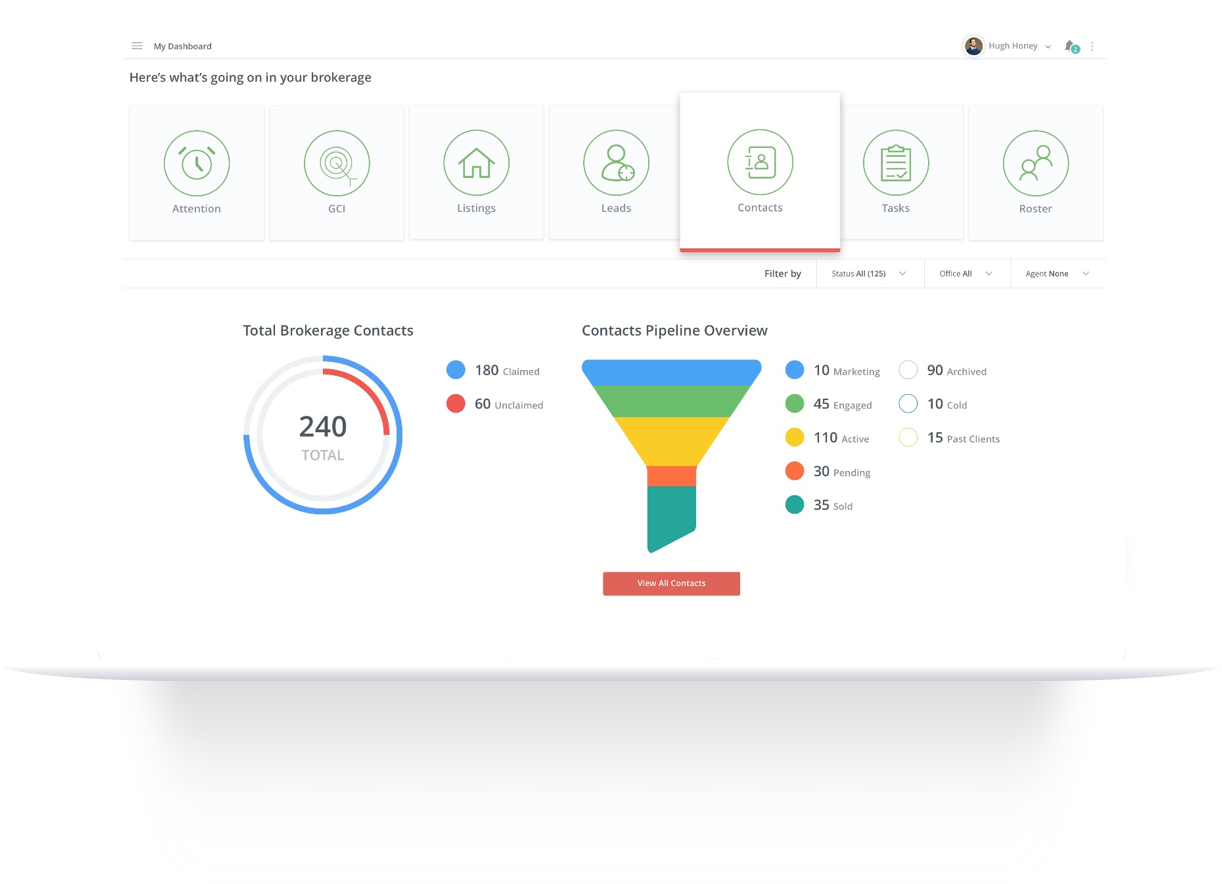 My Dashboard
Hugh Honey
2
Here's what's going on in your brokerage
Attention
GCI
Listings
Leads
Contacts
Tasks
Roster
Filter by
Status All (125)
Office All
Agent None
Total Brokerage Contacts
240
TOTAL
180 Claimed
60 Unclaimed
Contacts Pipeline Overview
10 Marketing
45 Engaged
110 Active
30 Pending
35 Sold
90 Archived
10 Cold
15 Past Clients
View All Contacts